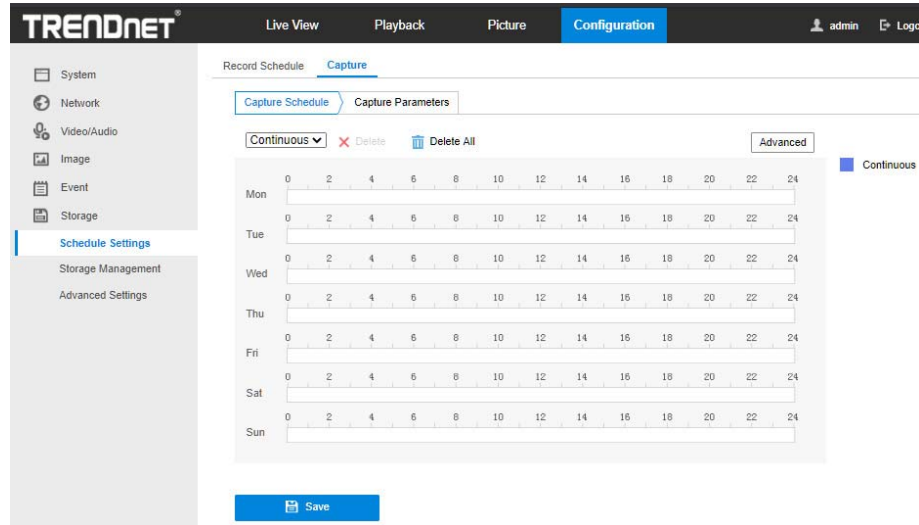 TRENDnet® Live View Playback Picture Configuration admin Logo
System
Network
Video/Audio
Image
Event
Storage
Schedule Settings
Storage Management
Advanced Settings
Record Schedule Capture
Capture Schedule Capture Parameters
Continuous Delete Delete All Advanced
Continuous
0 2 4 6 8 10 12 14 16 18 20 22 24
Mon
0 2 4 6 8 10 12 14 16 18 20 22 24
Tue
0 2 4 6 8 10 12 14 16 18 20 22 24
Wed
0 2 4 6 8 10 12 14 16 18 20 22 24
Thu
0 2 4 6 8 10 12 14 16 18 20 22 24
Fri
0 2 4 6 8 10 12 14 16 18 20 22 24
Sat
0 2 4 6 8 10 12 14 16 18 20 22 24
Sun
Save